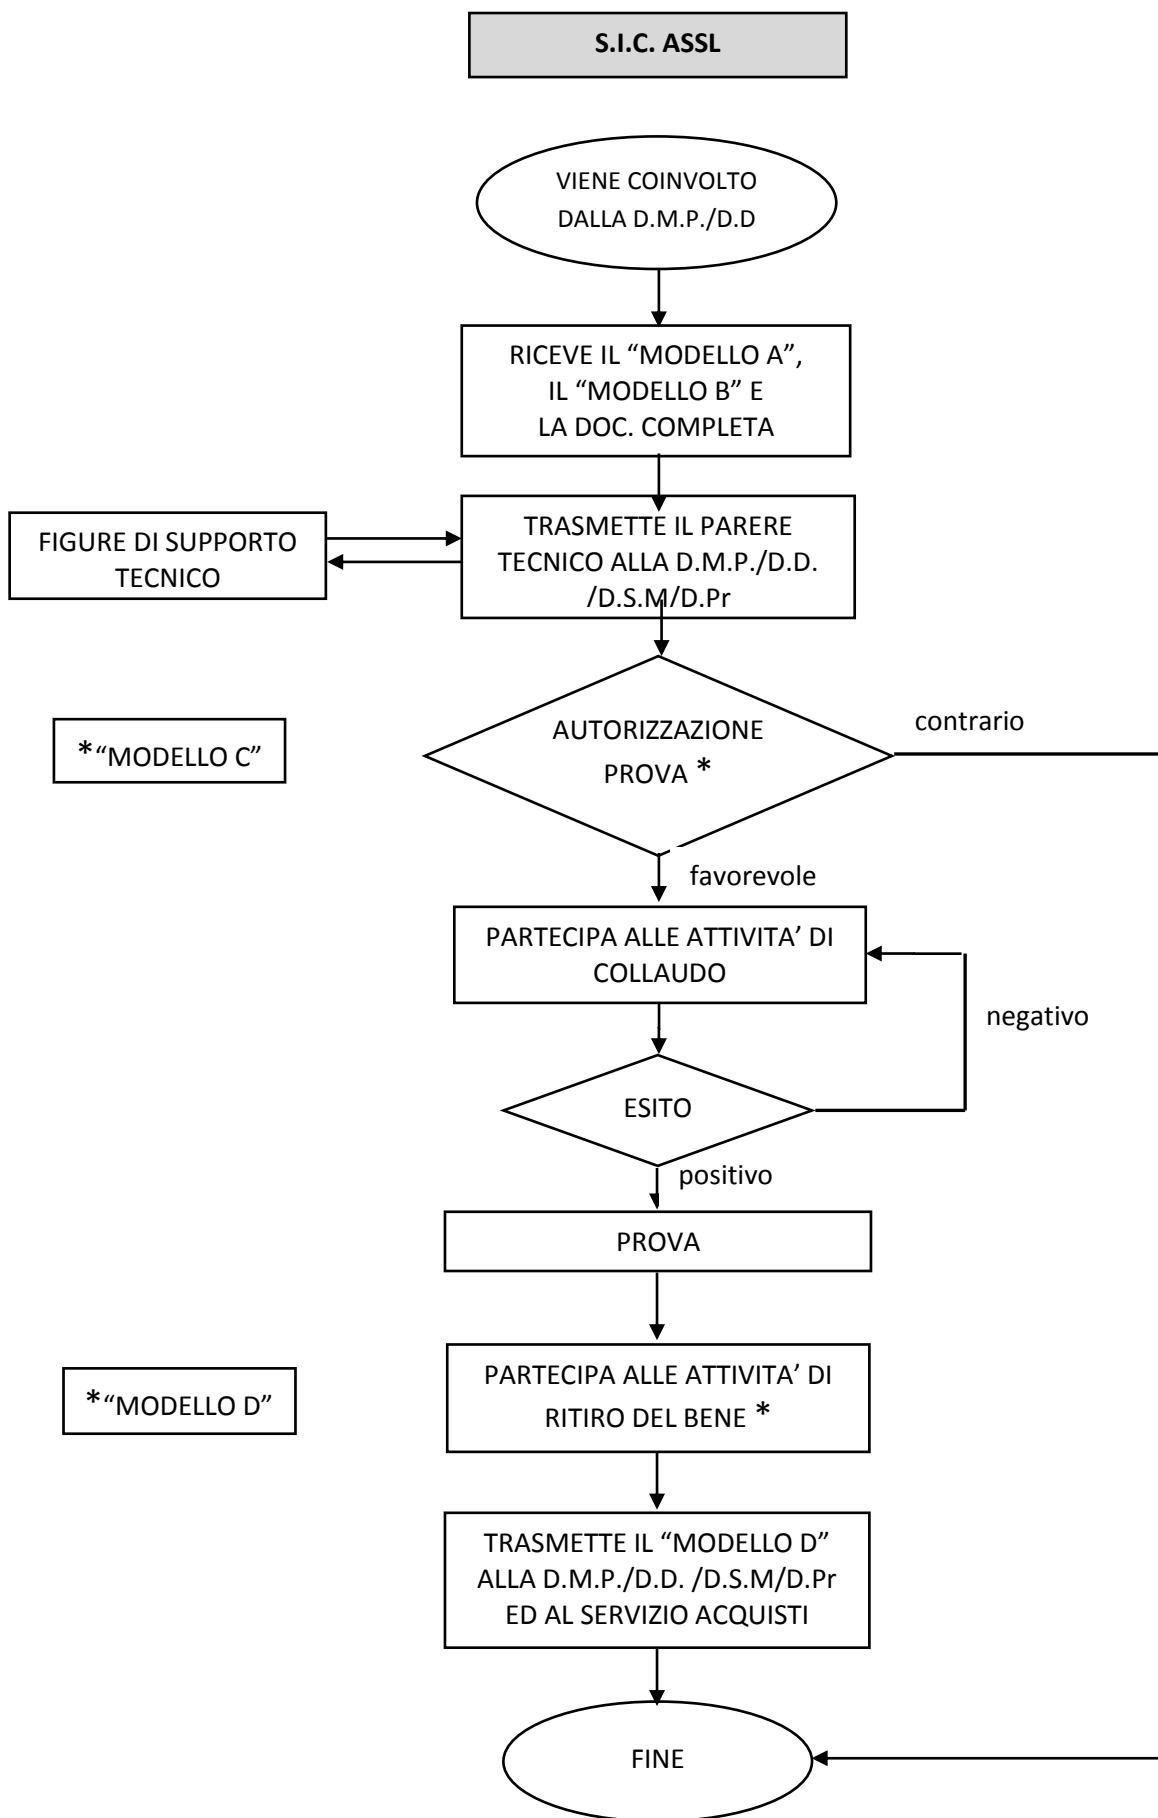 S.I.C. ASSL
VIENE COINVOLTO
DALLA D.M.P./D.D
RICEVE IL “MODELLO A”,
IL “MODELLO B” E
LA DOC. COMPLETA
FIGURE DI SUPPORTO
TECNICO
TRASMETTE IL PARERE
TECNICO ALLA D.M.P./D.D.
/D.S.M/D.Pr
*“MODELLO C”
AUTORIZZAZIONE
PROVA *
contrario
favorevole
PARTECIPA ALLE ATTIVITA’ DI
COLLAUDO
negativo
ESITO
positivo
PROVA
*“MODELLO D”
PARTECIPA ALLE ATTIVITA’ DI
RITIRO DEL BENE *
TRASMETTE IL “MODELLO D”
ALLA D.M.P./D.D. /D.S.M/D.Pr
ED AL SERVIZIO ACQUISTI
FINE